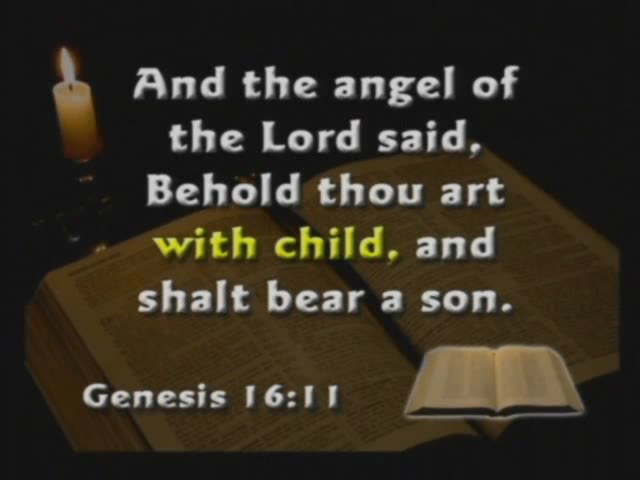 And the angel of
the Lord said,
Behold thou art
with child, and
shalt bear a son.
Genesis 16:11